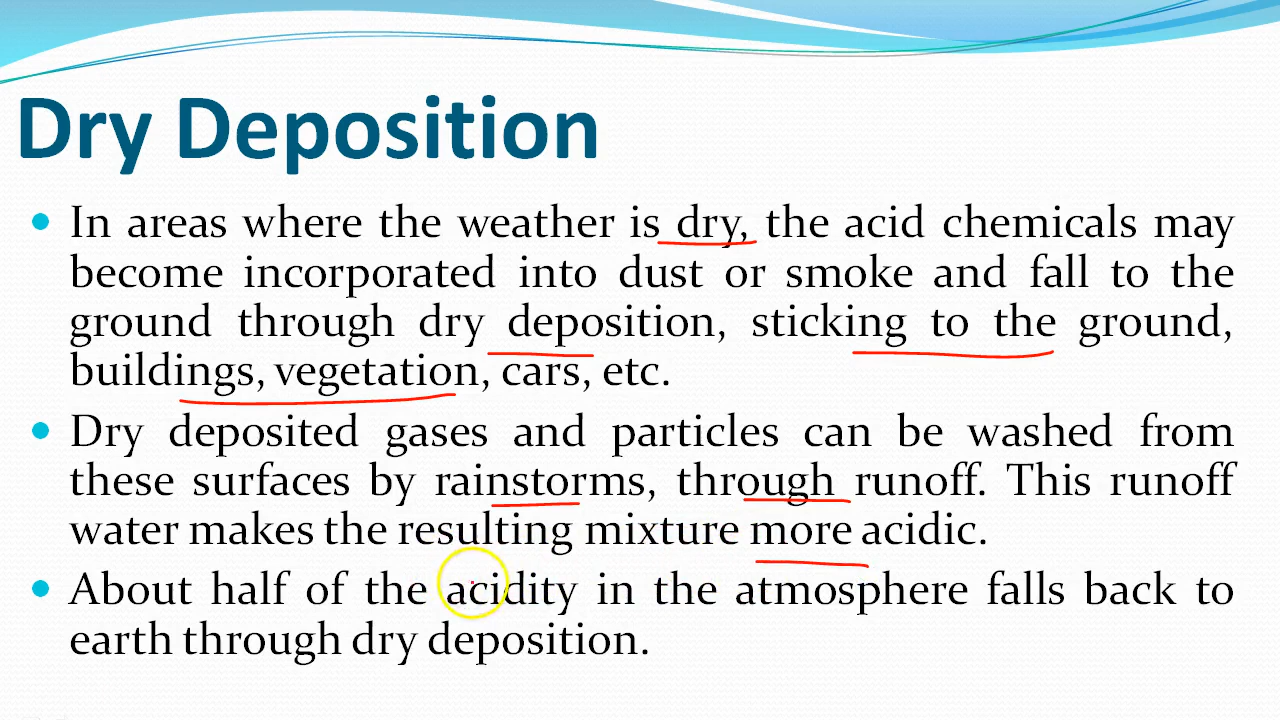 Dry Deposition
• In areas where the weather is dry, the acid chemicals may
become incorporated into dust or smoke and fall to the
ground through dry deposition, sticking to the ground,
buildings, vegetation, cars, etc.
• Dry deposited gases and particles can be washed from
these surfaces by rainstorms, through runoff. This runoff
water makes the resulting mixture more acidic.
• About half of the acidity in the atmosphere falls back to
earth through dry deposition.